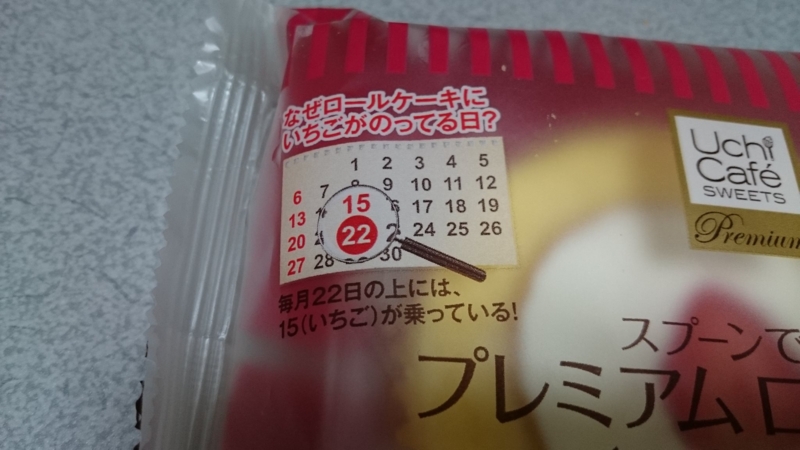 なぜロールケーキに
いちごがのってる日?
1 2 3 4 5
6 7 8 9 10 11 12
13 15 17 18 19
20 22 24 25 26
27 28 30
毎月22日の上には、
15(いちご)が乗っている!
Uchi
Café
SWEETS
Premium
スプーンで
プレミアムロ